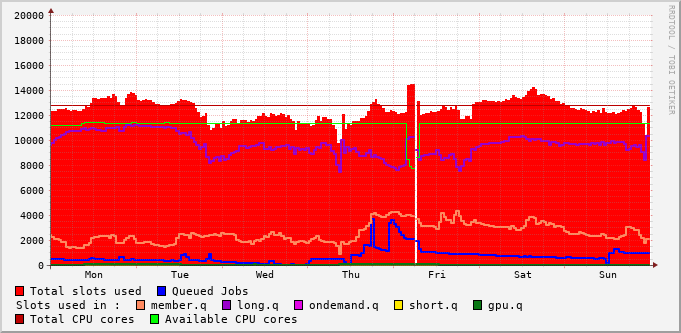 20000
18000
16000
14000
12000
10000
8000
6000
4000
2000
0
Mon Tue Wed Thu Fri Sat Sun
RRDTOOL / TOBI OETIKER
Total slots used Queued Jobs
Slots used in : member.q long.q ondemand.q short.q gpu.q
Total CPU cores Available CPU cores